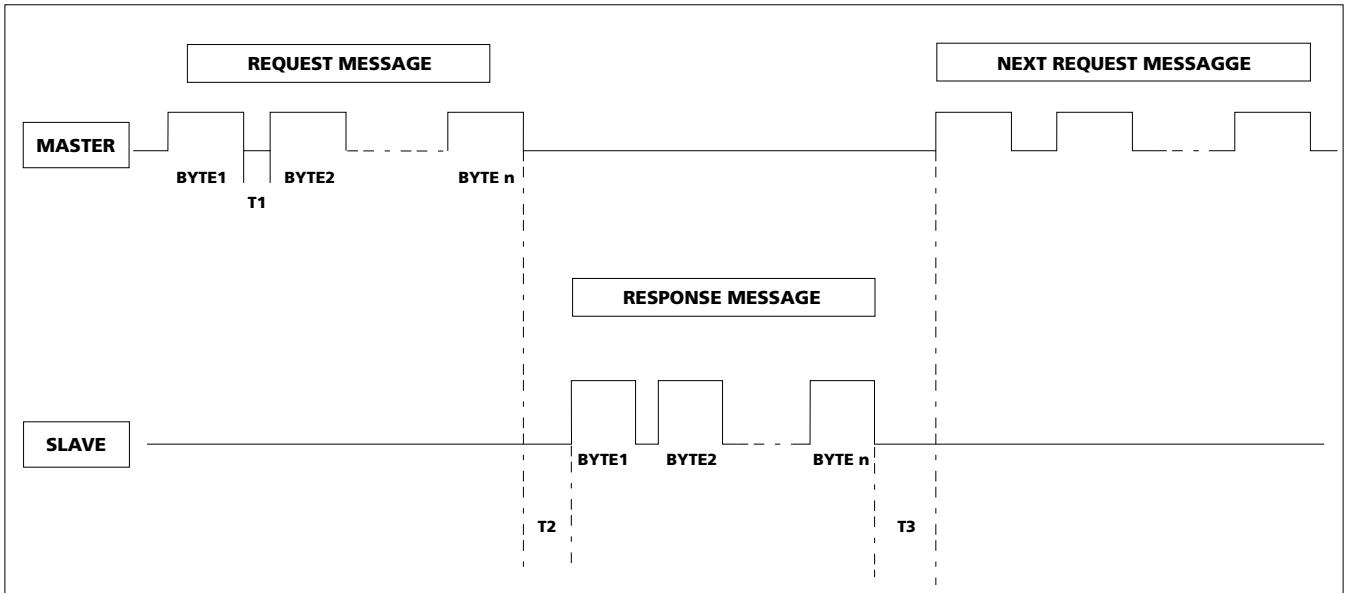 REQUEST MESSAGE
NEXT REQUEST MESSAGGE
MASTER
BYTE1
BYTE2
BYTE n
T1
RESPONSE MESSAGE
SLAVE
BYTE1
BYTE2
BYTE n
T2
T3